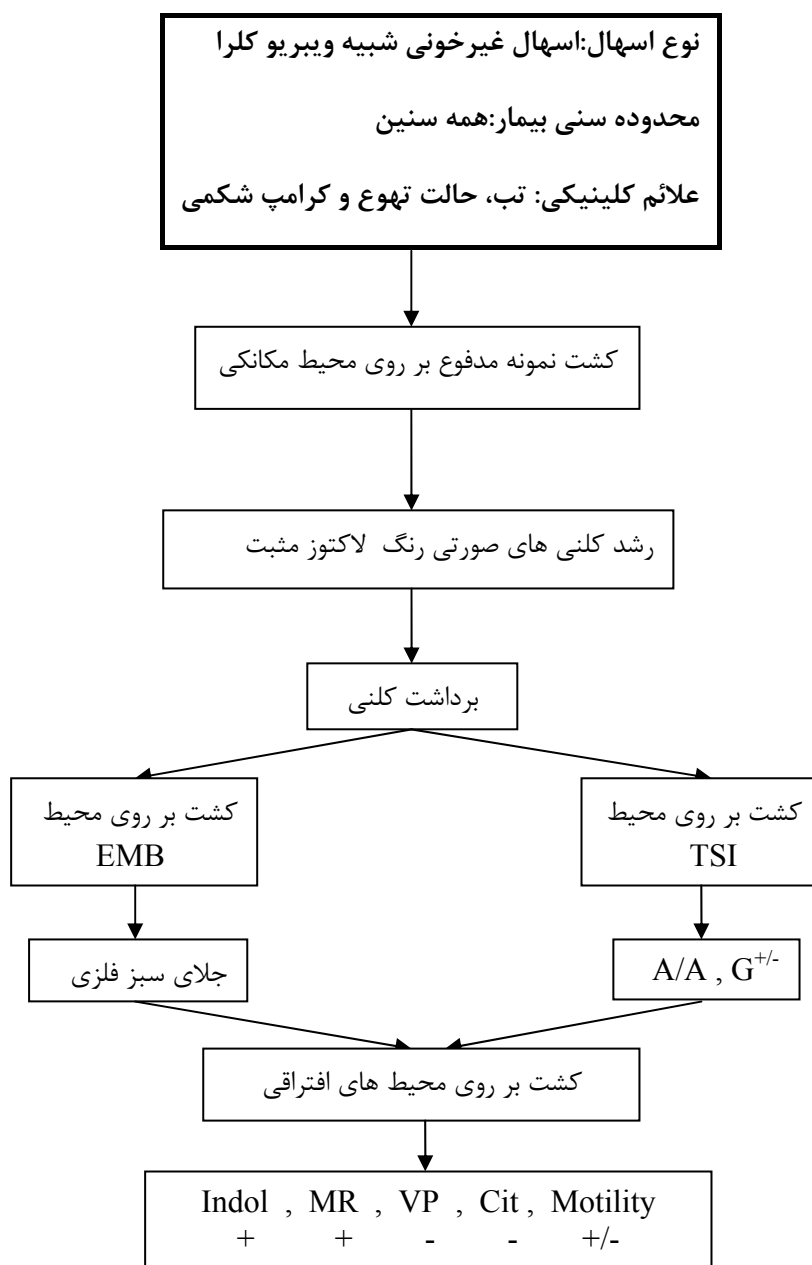 نوع اسهال:اسهال غیرخونی شبیه ویبریو کلرا
محدوده سنی بیمار:همه سنین
علائم کلینیکی: تب، حالت تهوع و کرامپ شکمی
کشت نمونه مدفوع بر روی محیط مکانکی
رشد کلنی های صورتی رنگ لاکتوز مثبت
برداشت کلنی
کشت بر روی محیط
EMB
کشت بر روی محیط
TSI
جلای سبز فلزی
A/A , G+/-
کشت بر روی محیط های افتراقی
Indol , MR , VP , Cit , Motility
+ + - - +/-